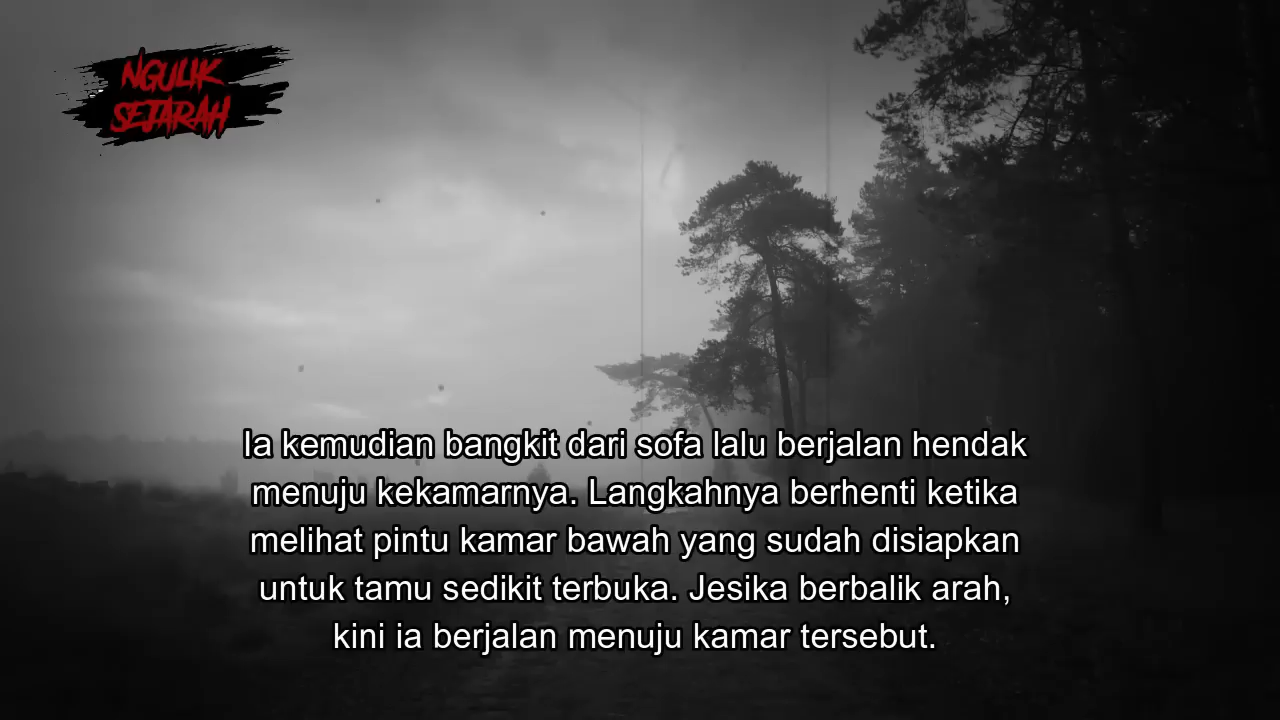 NGULIK
SEJARAH
Ia kemudian bangkit dari sofa lalu berjalan hendak
menuju kekamarnya. Langkahnya berhenti ketika
melihat pintu kamar bawah yang sudah disiapkan
untuk tamu sedikit terbuka. Jesika berbalik arah,
kini ia berjalan menuju kamar tersebut.